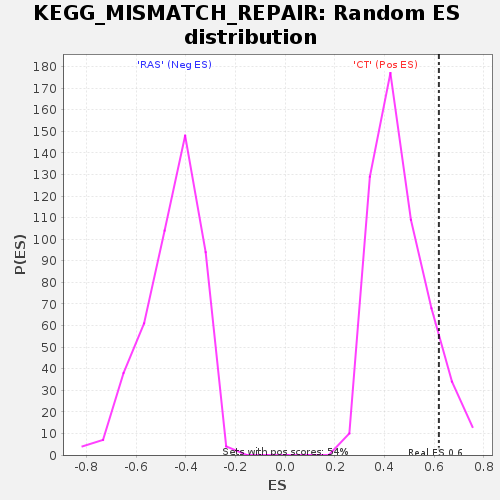 KEGG_MISMATCH_REPAIR: Random ES
distribution
'RAS' (Neg ES)
'CT' (Pos ES)
180
170
160
150
140
130
120
110
100
90
80
70
60
50
40
30
20
10
0
P(ES)
Sets with pos scores: 54%
Real ES 0.6
-0.8 -0.6 -0.4 -0.2 0.0 0.2 0.4 0.6 0.8
ES